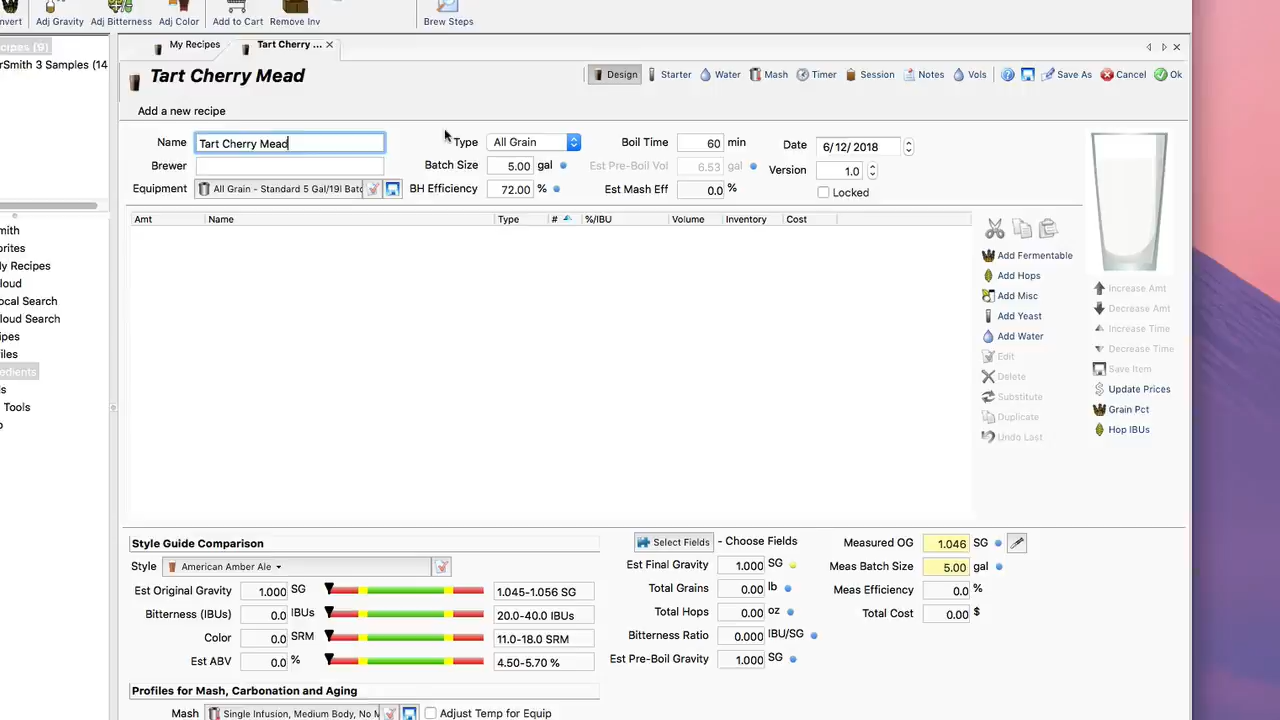 nvert Adj Gravity Adj Bitterness Adj Color Add to Cart Remove Inv Brew Steps
cipes (9)
erSmith 3 Samples (14
My Recipes Tart Cherry ...
Tart Cherry Mead
Design Starter Water Mash Timer Session Notes Vols Save As Cancel Ok
Add a new recipe
Name Tart Cherry Mead Type All Grain Boil Time 60 min Date 6/12/2018
Brewer Batch Size 5.00 gal Est Pre-Boil Vol 6.53 gal Version 1.0
Equipment All Grain - Standard 5 Gal/19l Batc BH Efficiency 72.00 % Est Mash Eff 0.0 % Locked
Amt Name Type # %/IBU Volume Inventory Cost
Add Fermentable
Add Hops
Add Misc
Add Yeast
Add Water
Edit
Delete
Substitute
Duplicate
Undo Last
Increase Amt
Decrease Amt
Increase Time
Decrease Time
Save Item
Update Prices
Grain Pct
Hop IBUs
mith
orites
ly Recipes
loud
ocal Search
loud Search
ipes
files
edients
s
Tools
o
Style Guide Comparison
Style American Amber Ale
Est Original Gravity 1.000 SG 1.045-1.056 SG
Bitterness (IBUs) 0.0 IBUs 20.0-40.0 IBUs
Color 0.0 SRM 11.0-18.0 SRM
Est ABV 0.0 % 4.50-5.70 %
Select Fields - Choose Fields
Est Final Gravity 1.000 SG
Total Grains 0.00 lb
Total Hops 0.00 oz
Bitterness Ratio 0.000 IBU/SG
Est Pre-Boil Gravity 1.000 SG
Measured OG 1.046 SG
Meas Batch Size 5.00 gal
Meas Efficiency 0.0 %
Total Cost 0.00 $
Profiles for Mash, Carbonation and Aging
Mash Single Infusion, Medium Body, No M Adjust Temp for Equip